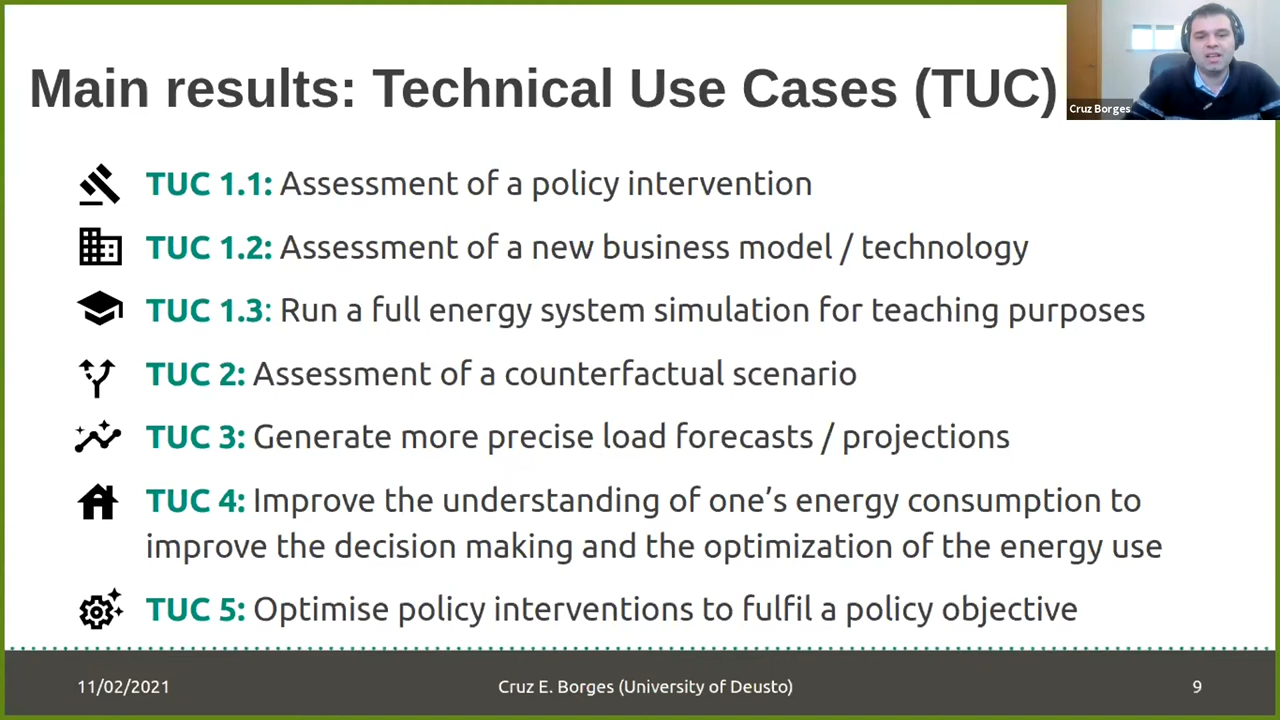 Main results: Technical Use Cases (TUC)
Cruz Borges
TUC 1.1: Assessment of a policy intervention
TUC 1.2: Assessment of a new business model / technology
TUC 1.3: Run a full energy system simulation for teaching purposes
TUC 2: Assessment of a counterfactual scenario
TUC 3: Generate more precise load forecasts / projections
TUC 4: Improve the understanding of one’s energy consumption to
improve the decision making and the optimization of the energy use
TUC 5: Optimise policy interventions to fulfil a policy objective
11/02/2021
Cruz E. Borges (University of Deusto)
9